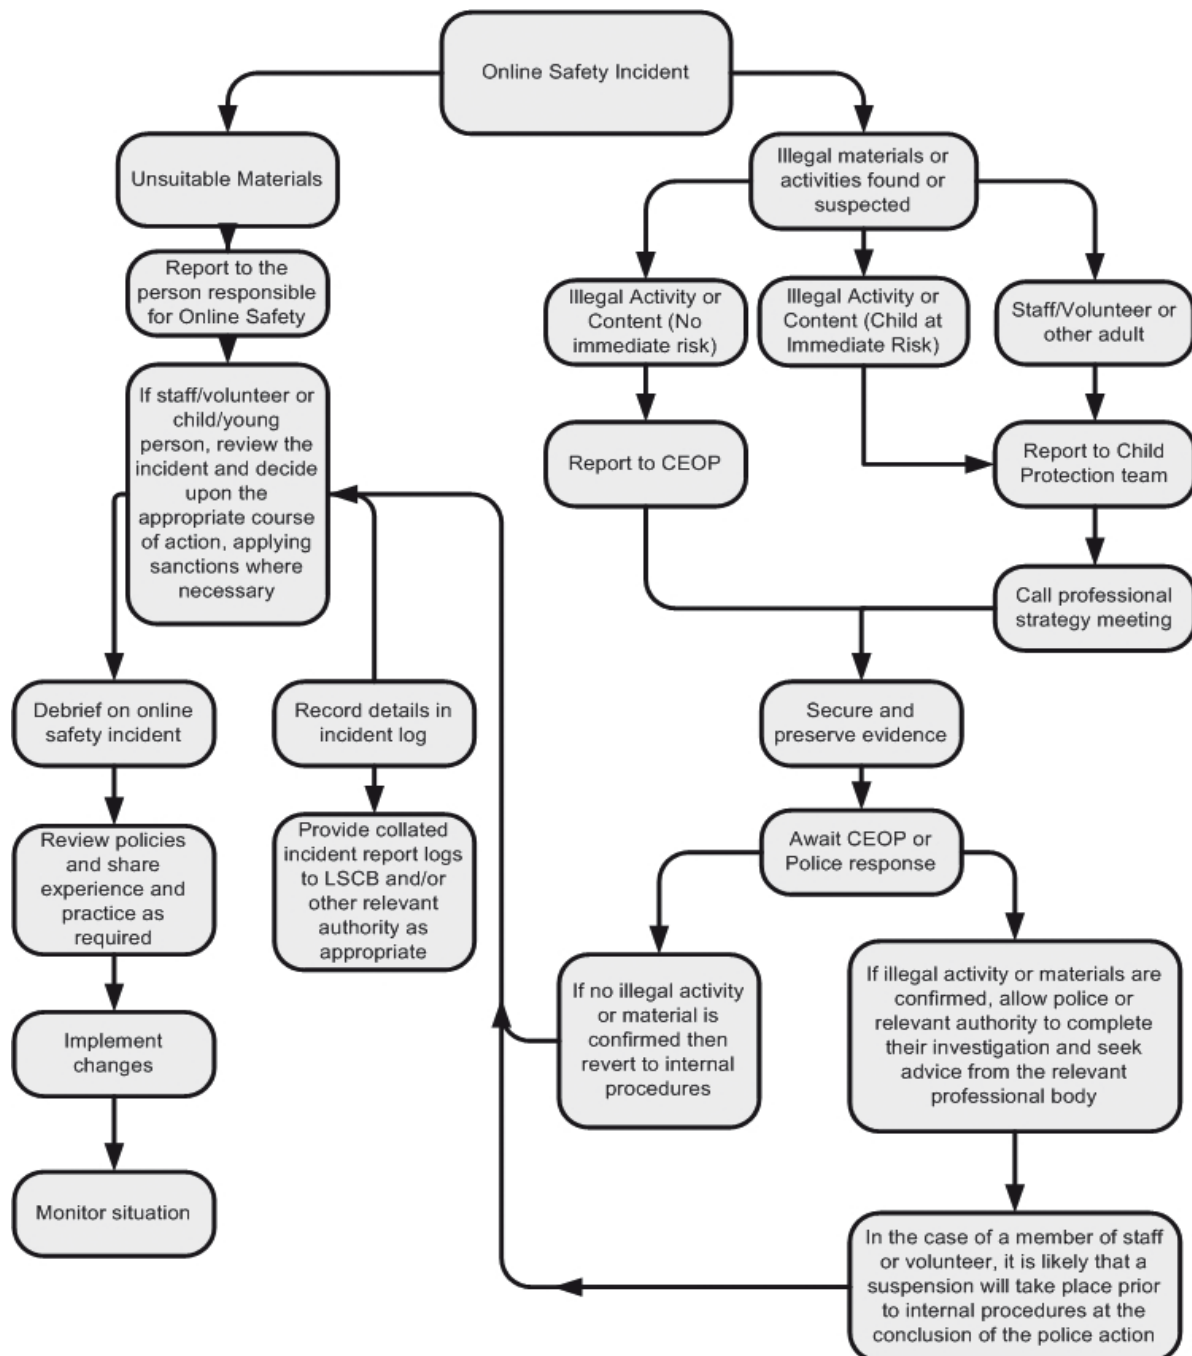 Online Safety Incident
Unsuitable Materials
Report to the
person responsible
for Online Safety
If staff/volunteer or
child/young
person, review the
incident and decide
upon the
appropriate course
of action, applying
sanctions where
necessary
Debrief on online
safety incident
Review policies
and share
experience and
practice as
required
Implement
changes
Monitor situation
Record details in
incident log
Provide collated
incident report logs
to LSCB and/or
other relevant
authority as
appropriate
Illegal materials or
activities found or
suspected
Illegal Activity or
Content (No
immediate risk)
Illegal Activity or
Content (Child at
Immediate Risk)
Staff/Volunteer or
other adult
Report to CEOP
Report to Child
Protection team
Call professional
strategy meeting
Secure and
preserve evidence
Await CEOP or
Police response
If no illegal activity
or material is
confirmed then
revert to internal
procedures
If illegal activity or materials are
confirmed, allow police or
relevant authority to complete
their investigation and seek
advice from the relevant
professional body
In the case of a member of staff
or volunteer, it is likely that a
suspension will take place prior
to internal procedures at the
conclusion of the police action